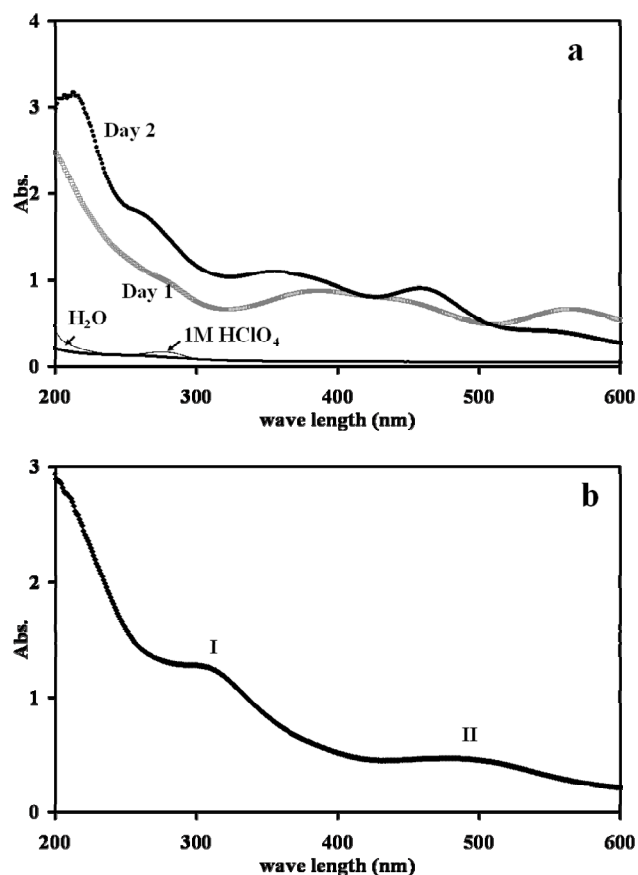 a
4
3
2
1
0
Abs.
Day 2
Day 1
H₂O
1M HClO₄
200 300 400 500 600
wave length (nm)
b
3
2
1
0
Abs.
I
II
200 300 400 500 600
wave length (nm)